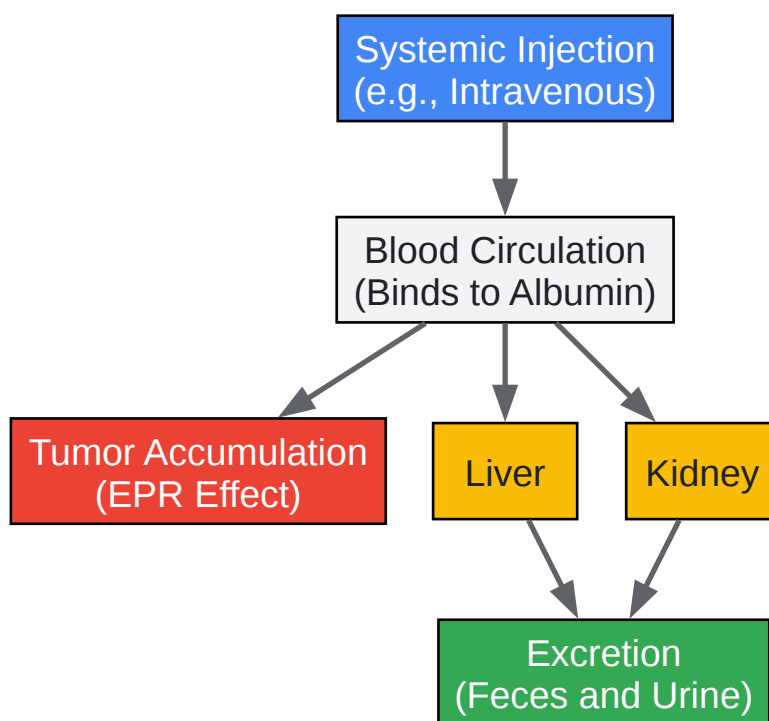 Systemic Injection
(e.g., Intravenous)
Blood Circulation
(Binds to Albumin)
Tumor Accumulation
(EPR Effect)
Liver
Kidney
Excretion
(Feces and Urine)